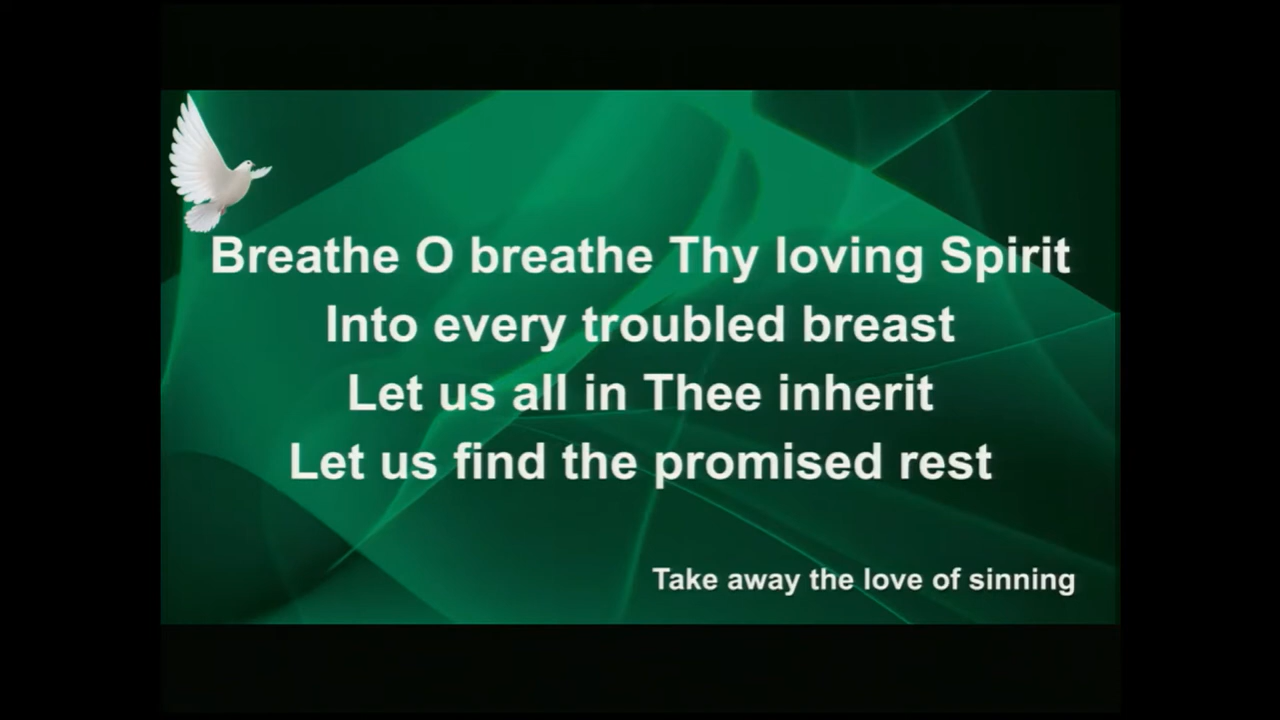 Breathe O breathe Thy loving Spirit
Into every troubled breast
Let us all in Thee inherit
Let us find the promised rest
Take away the love of sinning